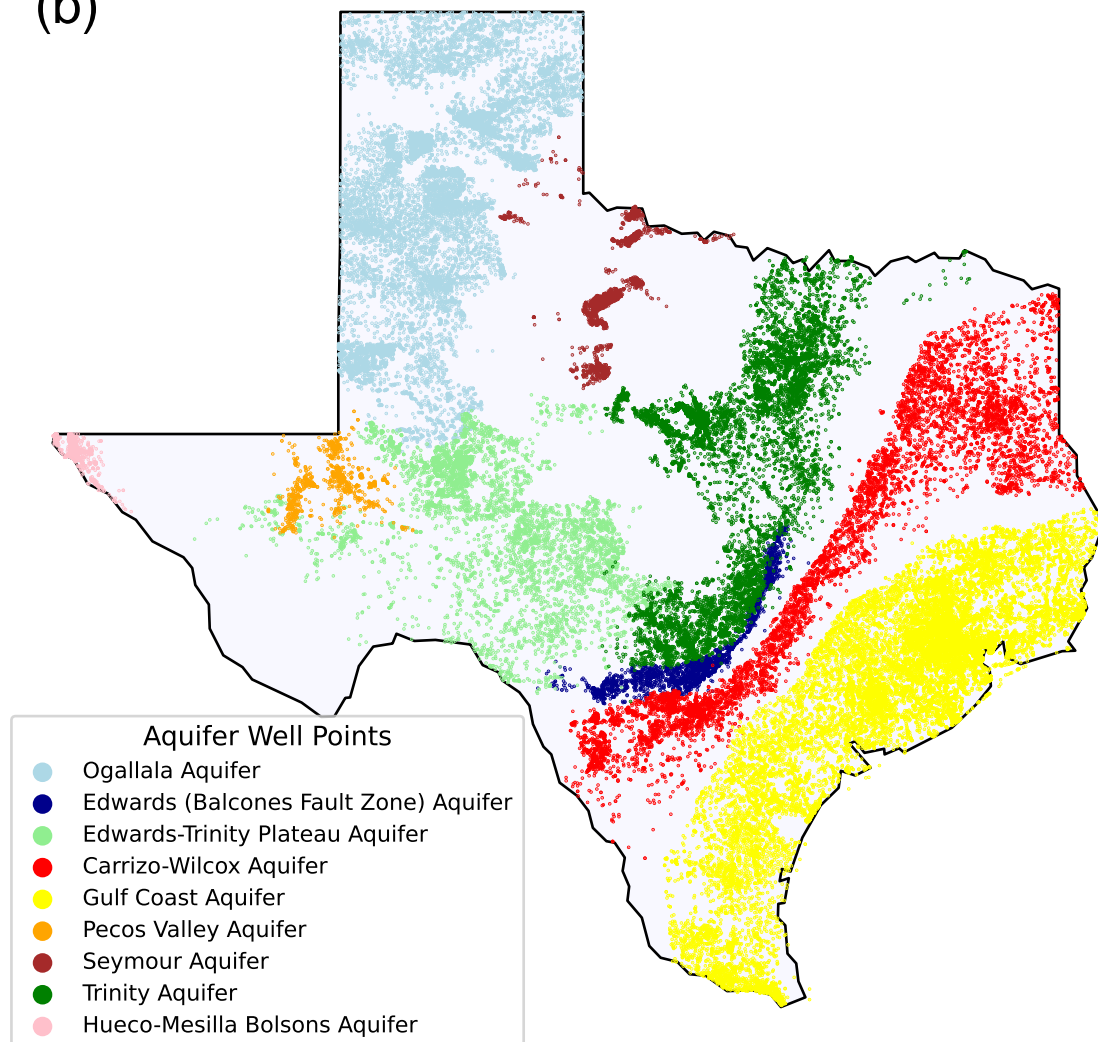 (b)
Aquifer Well Points
Ogallala Aquifer
Edwards (Balcones Fault Zone) Aquifer
Edwards-Trinity Plateau Aquifer
Carrizo-Wilcox Aquifer
Gulf Coast Aquifer
Pecos Valley Aquifer
Seymour Aquifer
Trinity Aquifer
Hueco-Mesilla Bolsons Aquifer